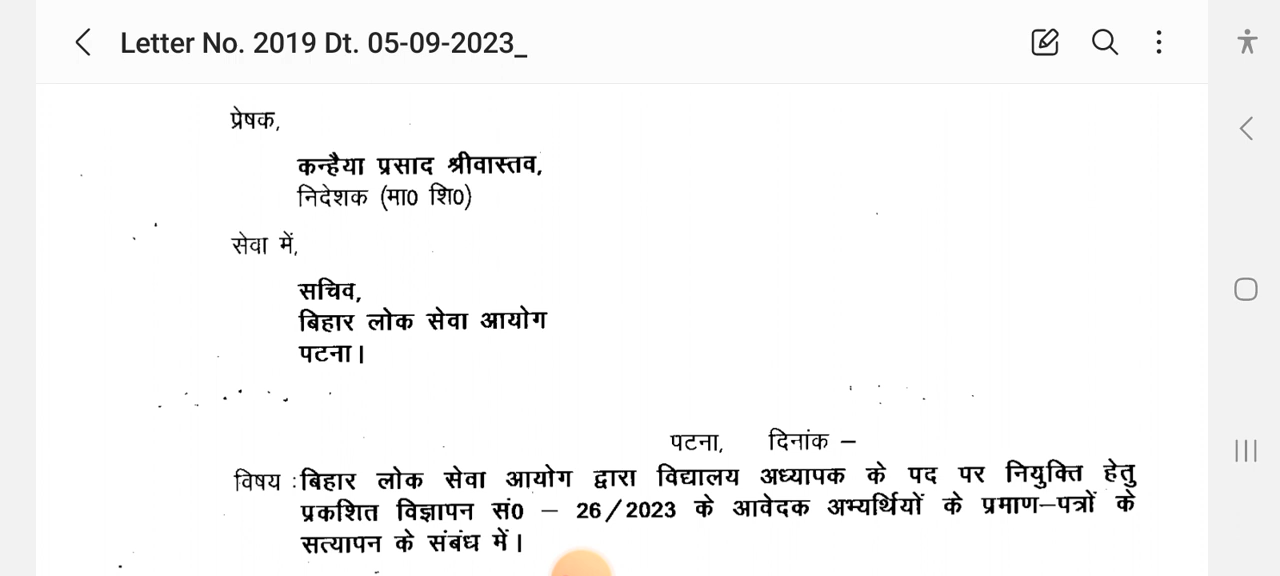 Letter No. 2019 Dt. 05-09-2023_
प्रेषक,
कन्हैया प्रसाद श्रीवास्तव,
निदेशक (मा0 शि0)
सेवा में,
सचिव,
बिहार लोक सेवा आयोग
पटना।
पटना, दिनांक –
विषय : बिहार लोक सेवा आयोग द्वारा विद्यालय अध्यापक के पद पर नियुक्ति हेतु
प्रकशित विज्ञापन सं0 – 26/2023 के आवेदक अभ्यर्थियों के प्रमाण–पत्रों के
सत्यापन के संबंध में।